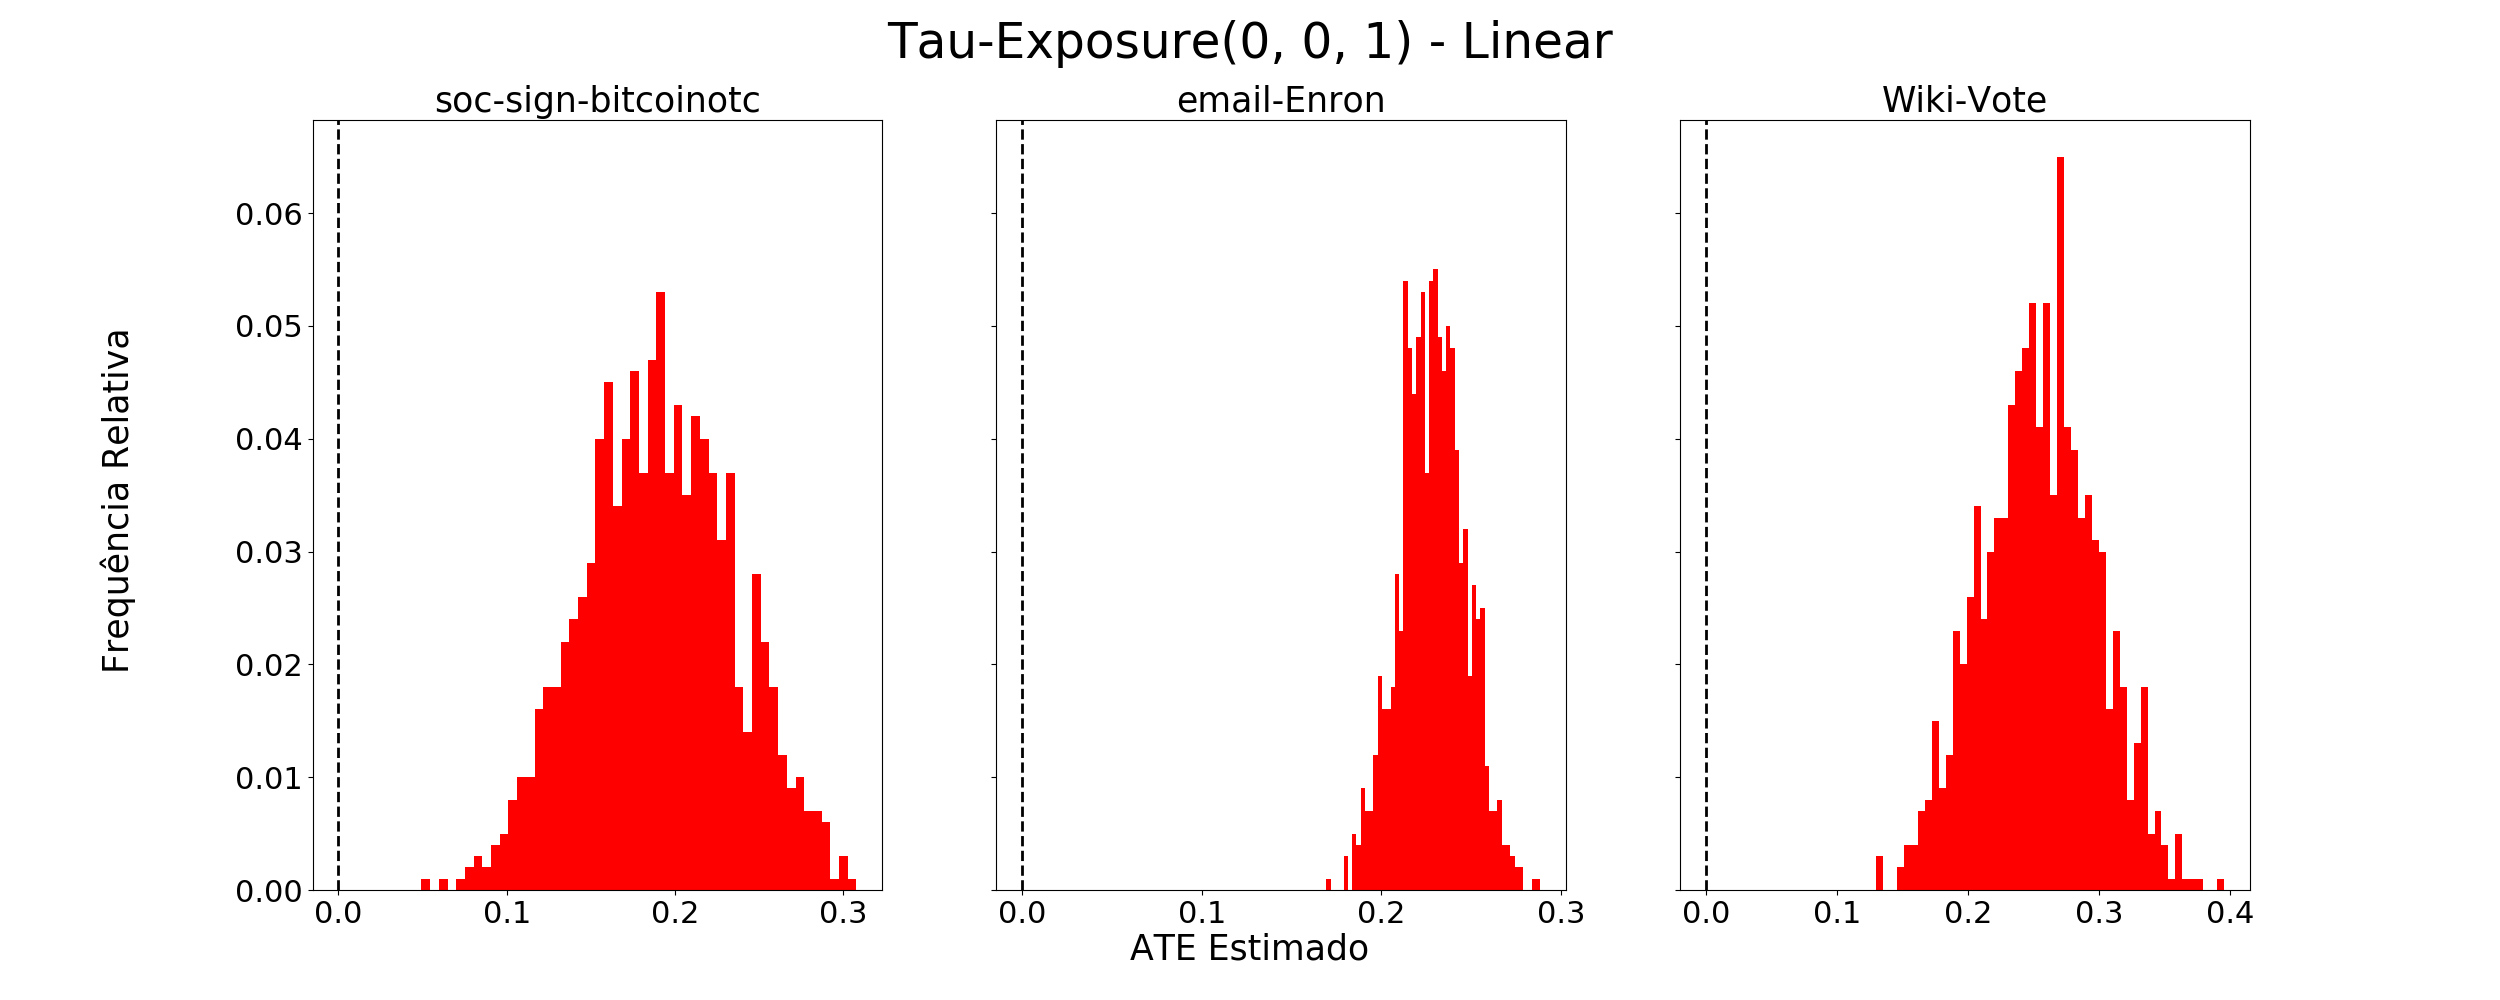 Tau-Exposure(0, 0, 1) - Linear
soc-sign-bitcoinotc
email-Enron
Wiki-Vote
Frequência Relativa
0.06
0.05
0.04
0.03
0.02
0.01
0.00
0.0 0.1 0.2 0.3
0.0 0.1 0.2 0.3
0.0 0.1 0.2 0.3 0.4
ATE Estimado